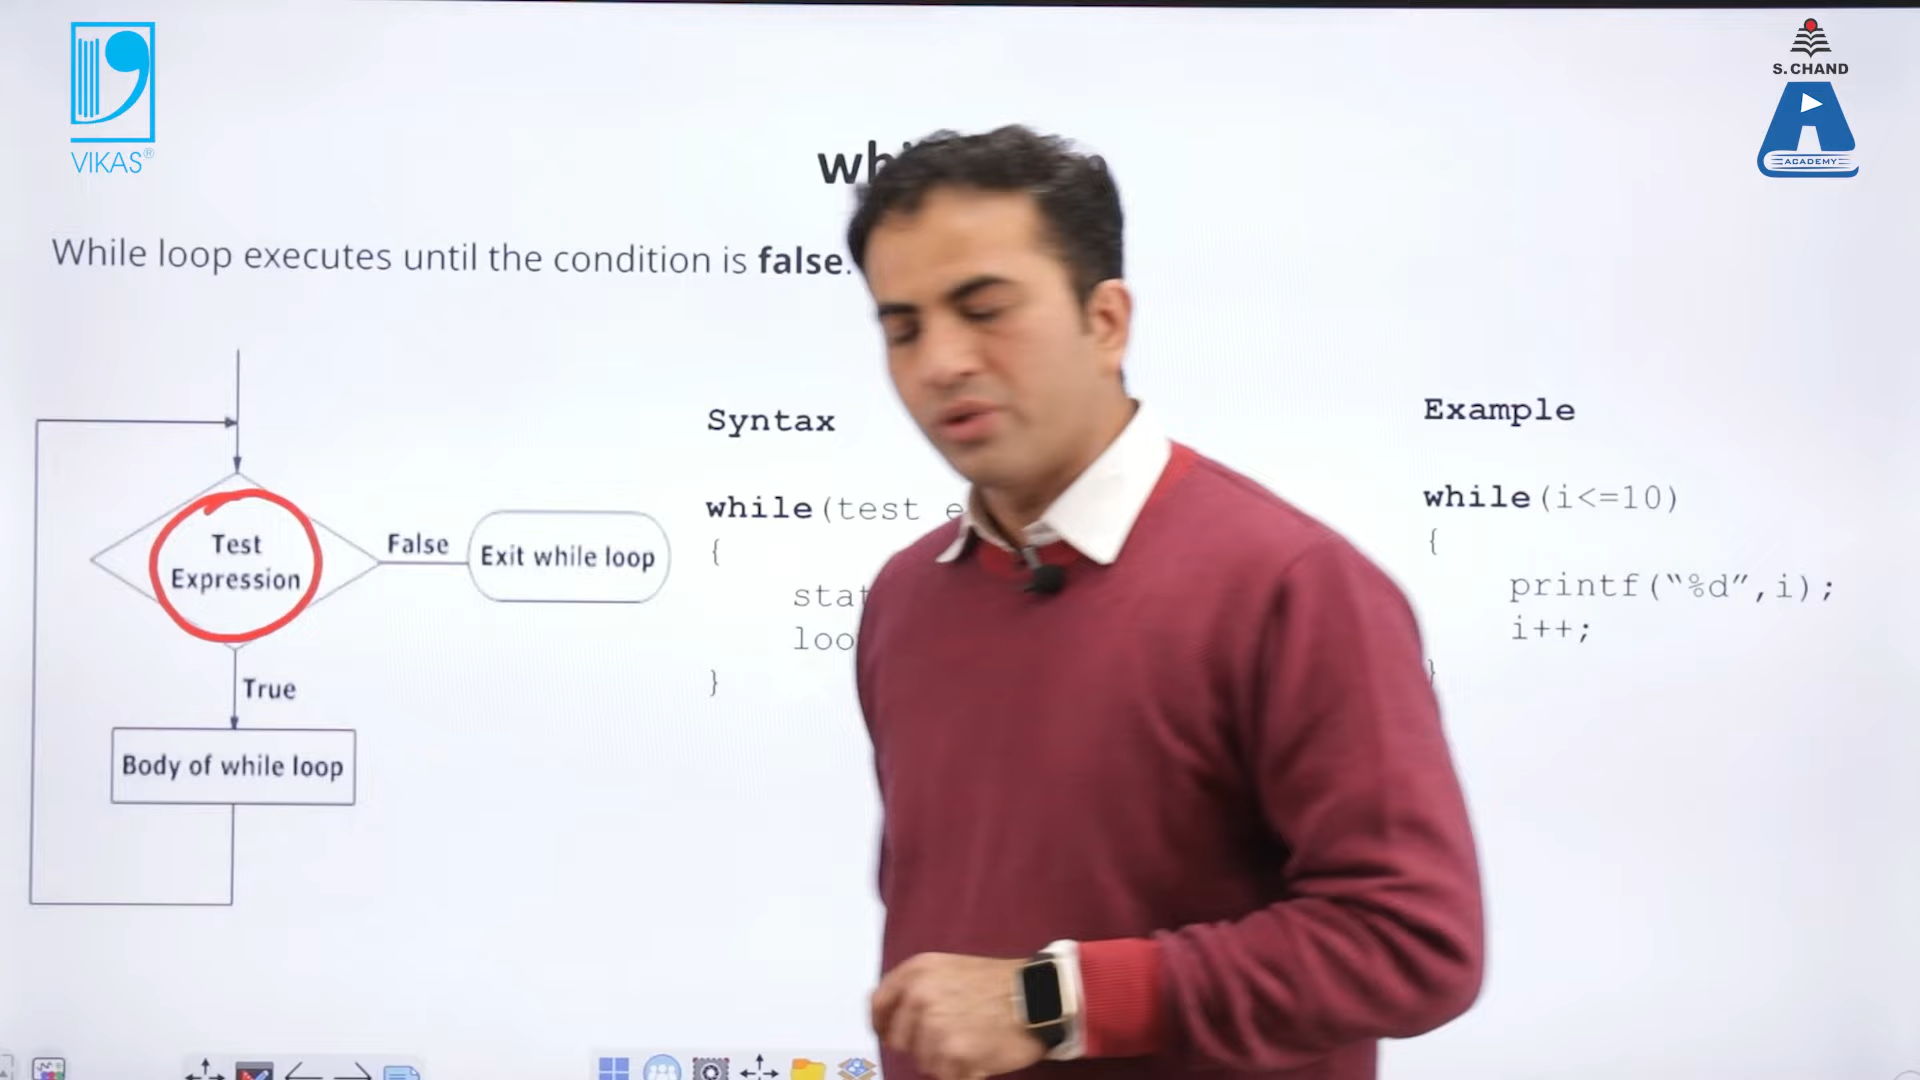 VIKAS®
S. CHAND
ACADEMY
While loop executes until the condition is false.
Test
Expression
False
Exit while loop
True
Body of while loop
Syntax
while(test
{
}
Example
while(i<=10)
{
printf(“%d”,i);
i++;
}